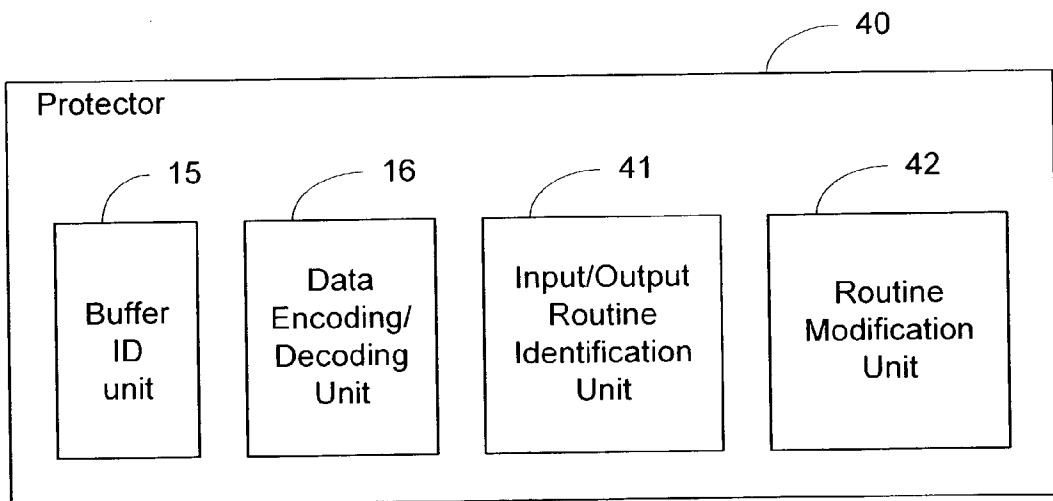 40
Protector
15
16
41
42
Buffer
ID
unit
Data
Encoding/
Decoding
Unit
Input/Output
Routine
Identification
Unit
Routine
Modification
Unit